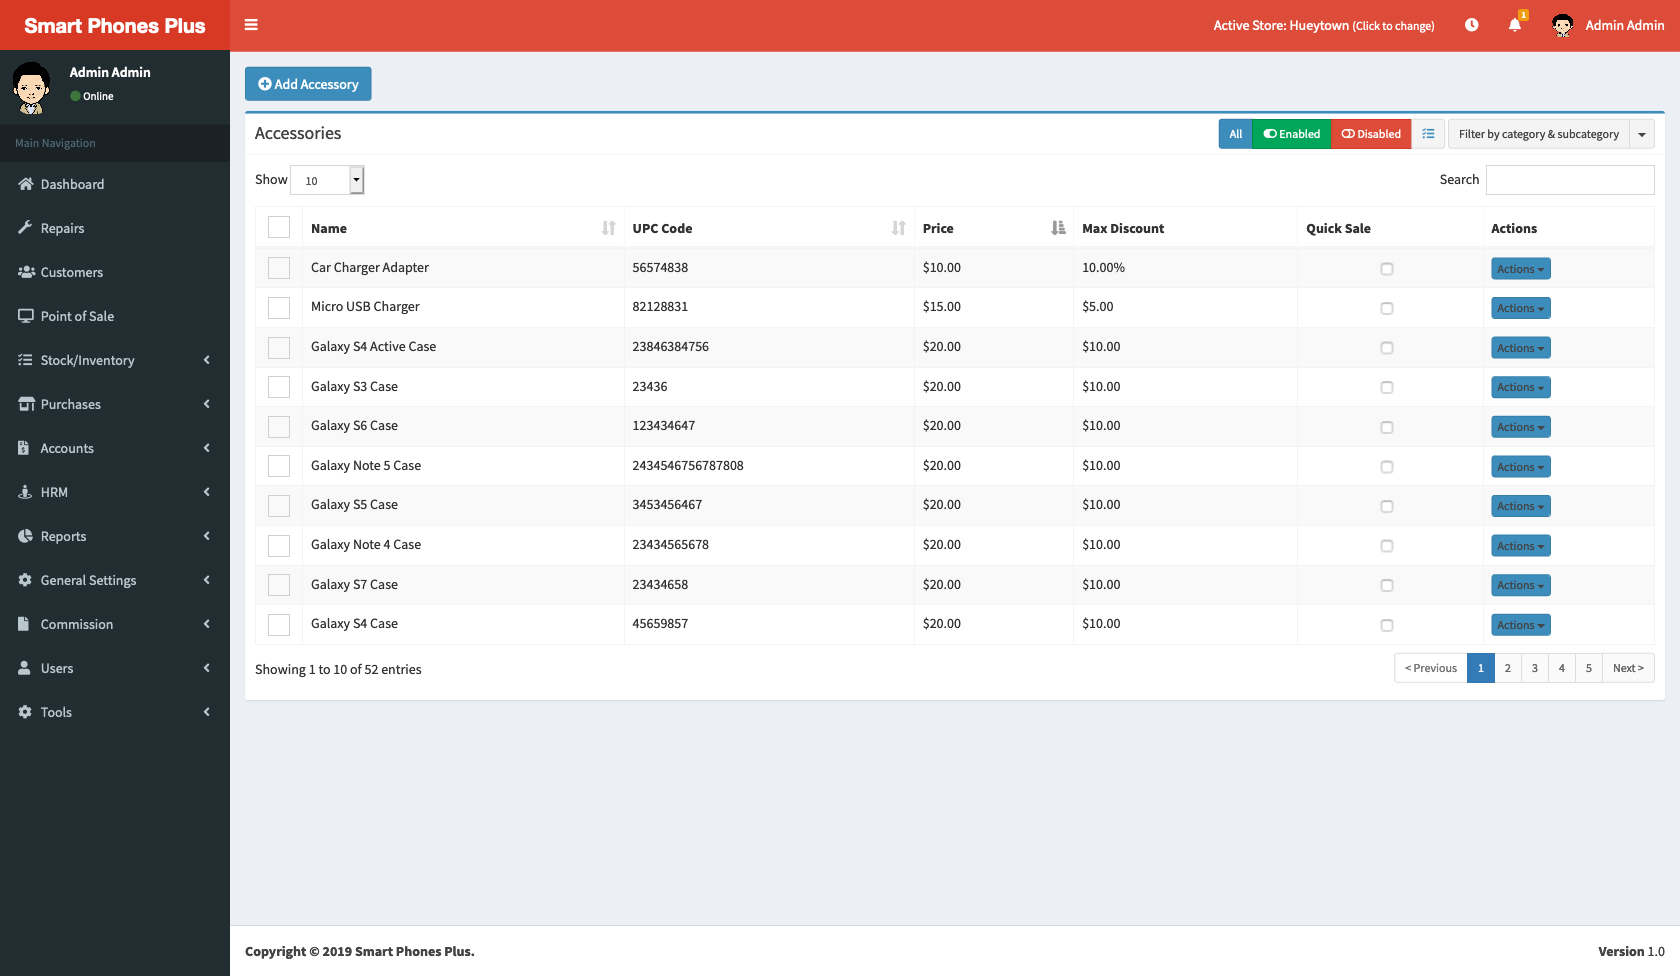 Smart Phones Plus
Active Store: Hueytown (Click to change)
1
Admin Admin
Admin Admin
Online
Main Navigation
Dashboard
Repairs
Customers
Point of Sale
Stock/Inventory
Purchases
Accounts
HRM
Reports
General Settings
Commission
Users
Tools
Add Accessory
Accessories
All Enabled Disabled Filter by category & subcategory
Show 10 Search
Name UPC Code Price Max Discount Quick Sale Actions
Car Charger Adapter 56574838 $10.00 10.00% Actions
Micro USB Charger 82128831 $15.00 $5.00 Actions
Galaxy S4 Active Case 23846384756 $20.00 $10.00 Actions
Galaxy S3 Case 23436 $20.00 $10.00 Actions
Galaxy S6 Case 123434647 $20.00 $10.00 Actions
Galaxy Note 5 Case 2434546756787808 $20.00 $10.00 Actions
Galaxy S5 Case 3453456467 $20.00 $10.00 Actions
Galaxy Note 4 Case 23434565678 $20.00 $10.00 Actions
Galaxy S7 Case 23434658 $20.00 $10.00 Actions
Galaxy S4 Case 45659857 $20.00 $10.00 Actions
Showing 1 to 10 of 52 entries
< Previous 1 2 3 4 5 Next >
Copyright © 2019 Smart Phones Plus.
Version 1.0